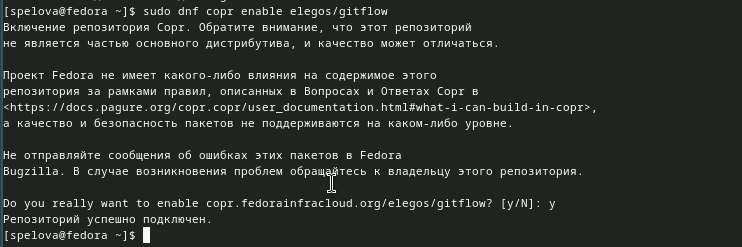 [spelova@fedora ~]$ sudo dnf copr enable elegos/gitflow
Включение репозитория Copr. Обратите внимание, что этот репозиторий
не является частью основного дистрибутива, и качество может отличаться.
Проект Fedora не имеет какого-либо влияния на содержимое этого
репозитория за рамками правил, описанных в Вопросах и Ответах Copr в
<https://docs.pagure.org/copr.copr/user_documentation.html#what-i-can-build-in-copr>,
а качество и безопасность пакетов не поддерживаются на каком-либо уровне.
Не отправляйте сообщения об ошибках этих пакетов в Fedora
Bugzilla. В случае возникновения проблем обращайтесь к владельцу этого репозитория.
Do you really want to enable copr.fedorainfracloud.org/elegos/gitflow? [y/N]: y
Репозиторий успешно подключен.
[spelova@fedora ~]$